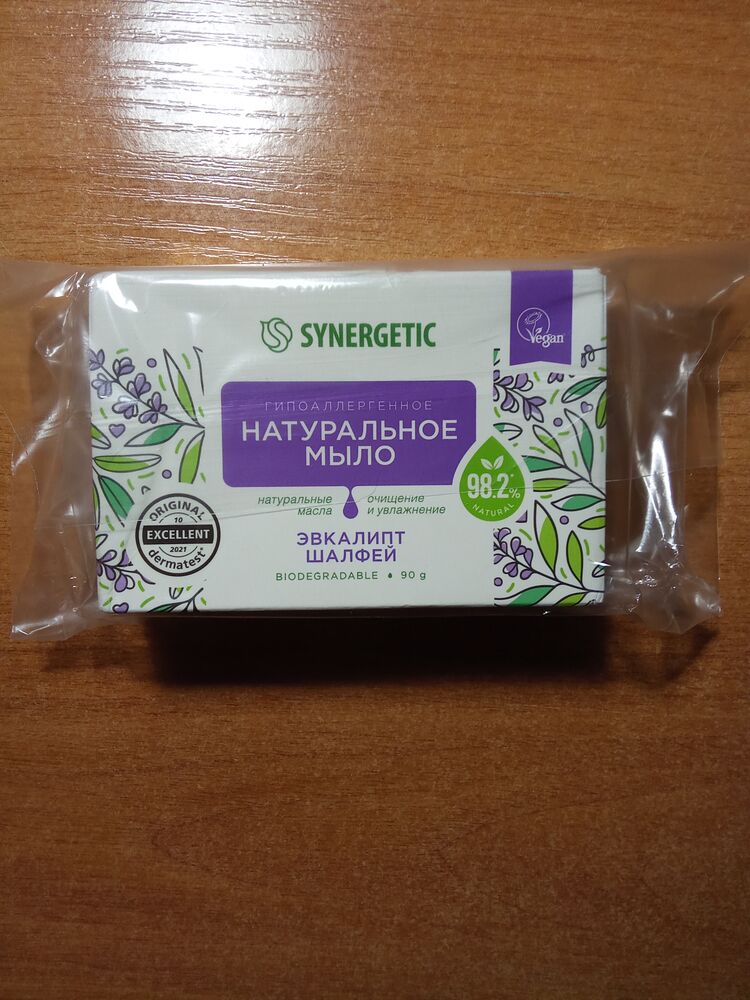 SYNERGETIC
Vegan
ГИПОАЛЛЕРГЕННОЕ
НАТУРАЛЬНОЕ
МЫЛО
натуральные
масла
очищение
и увлажнение
98.2*%
NATURAL
ЭВКАЛИПТ
ШАЛФЕЙ
BIODEGRADABLE 90 g
ORIGINAL
10
EXCELLENT
2021
dermatest®